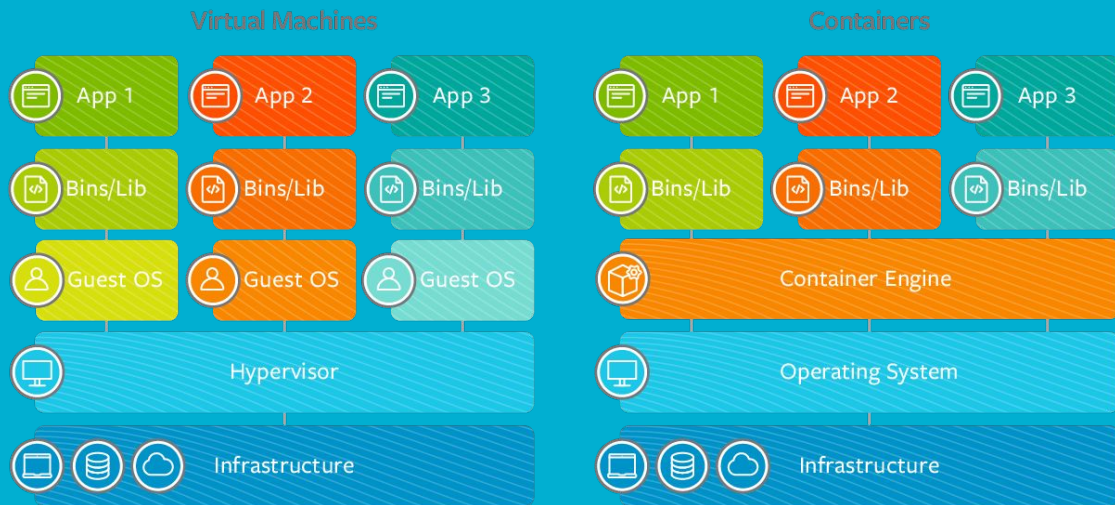 Virtual Machines
App 1
App 2
App 3
Bins/Lib
Bins/Lib
Bins/Lib
Guest OS
Guest OS
Guest OS
Hypervisor
Infrastructure
Containers
App 1
App 2
App 3
Bins/Lib
Bins/Lib
Bins/Lib
Container Engine
Operating System
Infrastructure